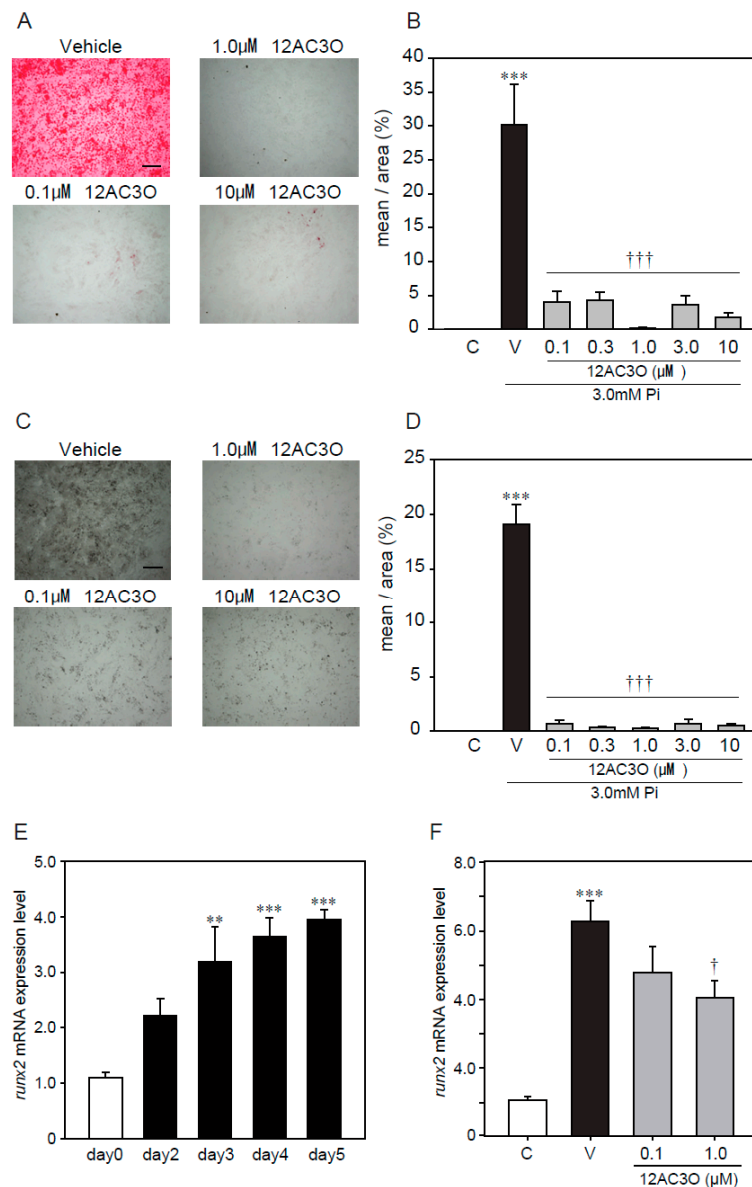 A
Vehicle
1.0μM 12AC3O
0.1μM 12AC3O
10μM 12AC3O
B
mean / area (%)
40
35
30
25
20
15
10
5
0
***
†††
C V 0.1 0.3 1.0 3.0 10
12AC3O (μM)
3.0mM Pi
C
Vehicle
1.0μM 12AC3O
0.1μM 12AC3O
10μM 12AC3O
D
mean / area (%)
25
20
15
10
5
0
***
†††
C V 0.1 0.3 1.0 3.0 10
12AC3O (μM)
3.0mM Pi
E
runx2 mRNA expression level
5.0
4.0
3.0
2.0
1.0
0
** *** ***
day0 day2 day3 day4 day5
F
runx2 mRNA expression level
8.0
6.0
4.0
1.0
0
***
†
C V 0.1 1.0
12AC3O (μM)